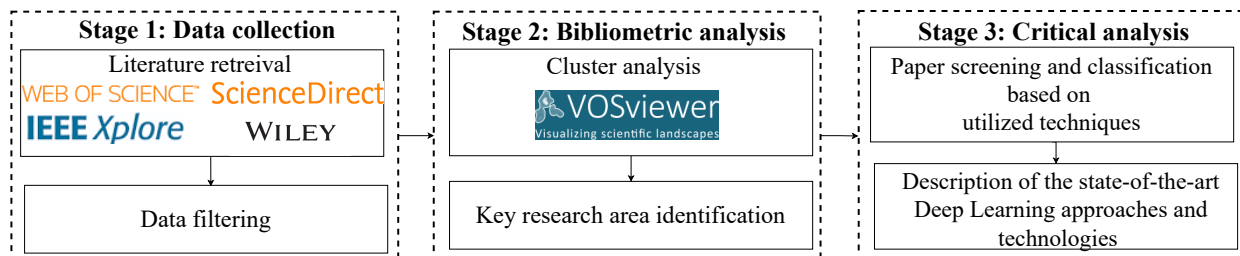 Stage 1: Data collection
Literature retreival
WEB OF SCIENCE™ ScienceDirect
IEEE Xplore WILEY
Data filtering
Stage 2: Bibliometric analysis
Cluster analysis
VOSviewer
Visualizing scientific landscapes
Key research area identification
Stage 3: Critical analysis
Paper screening and classification
based on
utilized techniques
Description of the state-of-the-art
Deep Learning approaches and
technologies